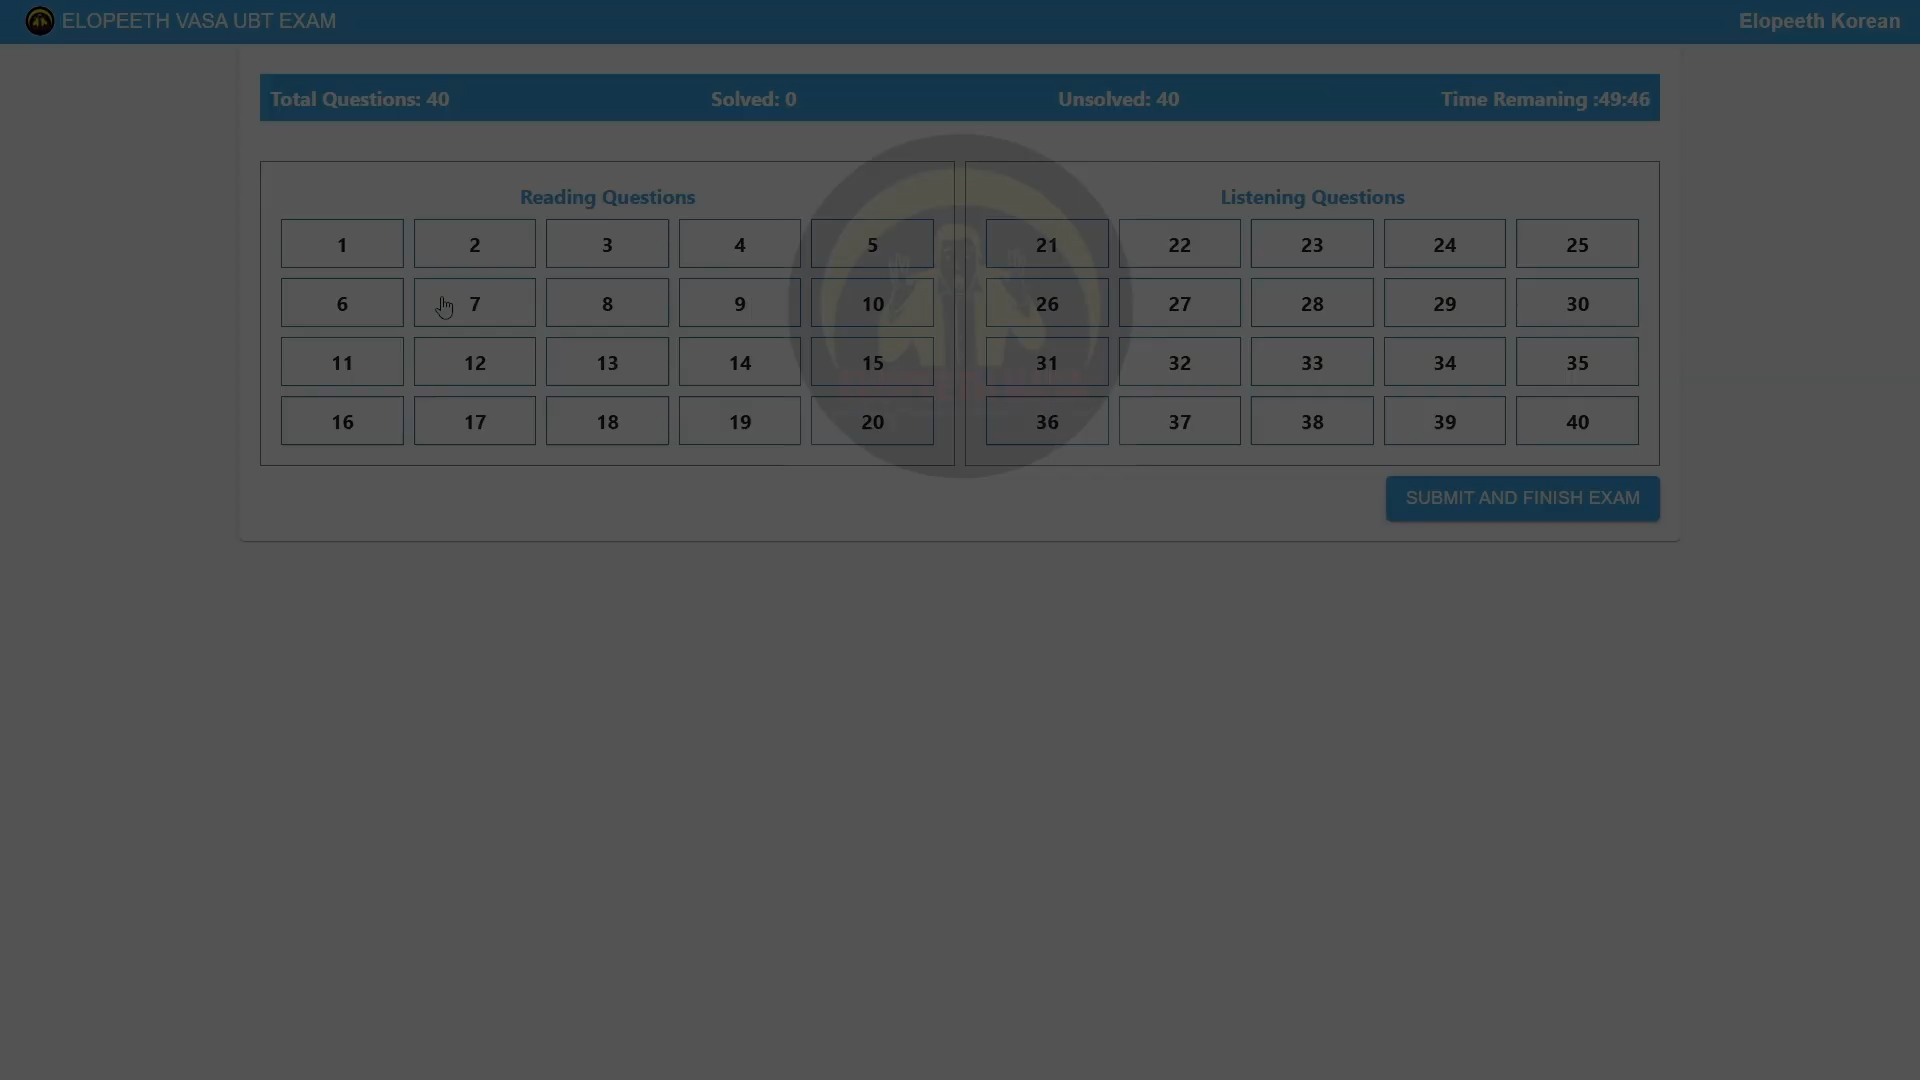 ELOPEETH VASA UBT EXAM
Elopeeth Korean
Total Questions: 40
Solved: 0
Unsolved: 40
Time Remaning :49:46
Reading Questions
1 2 3 4 5
6 7 8 9 10
11 12 13 14 15
16 17 18 19 20
Listening Questions
21 22 23 24 25
26 27 28 29 30
31 32 33 34 35
36 37 38 39 40
SUBMIT AND FINISH EXAM